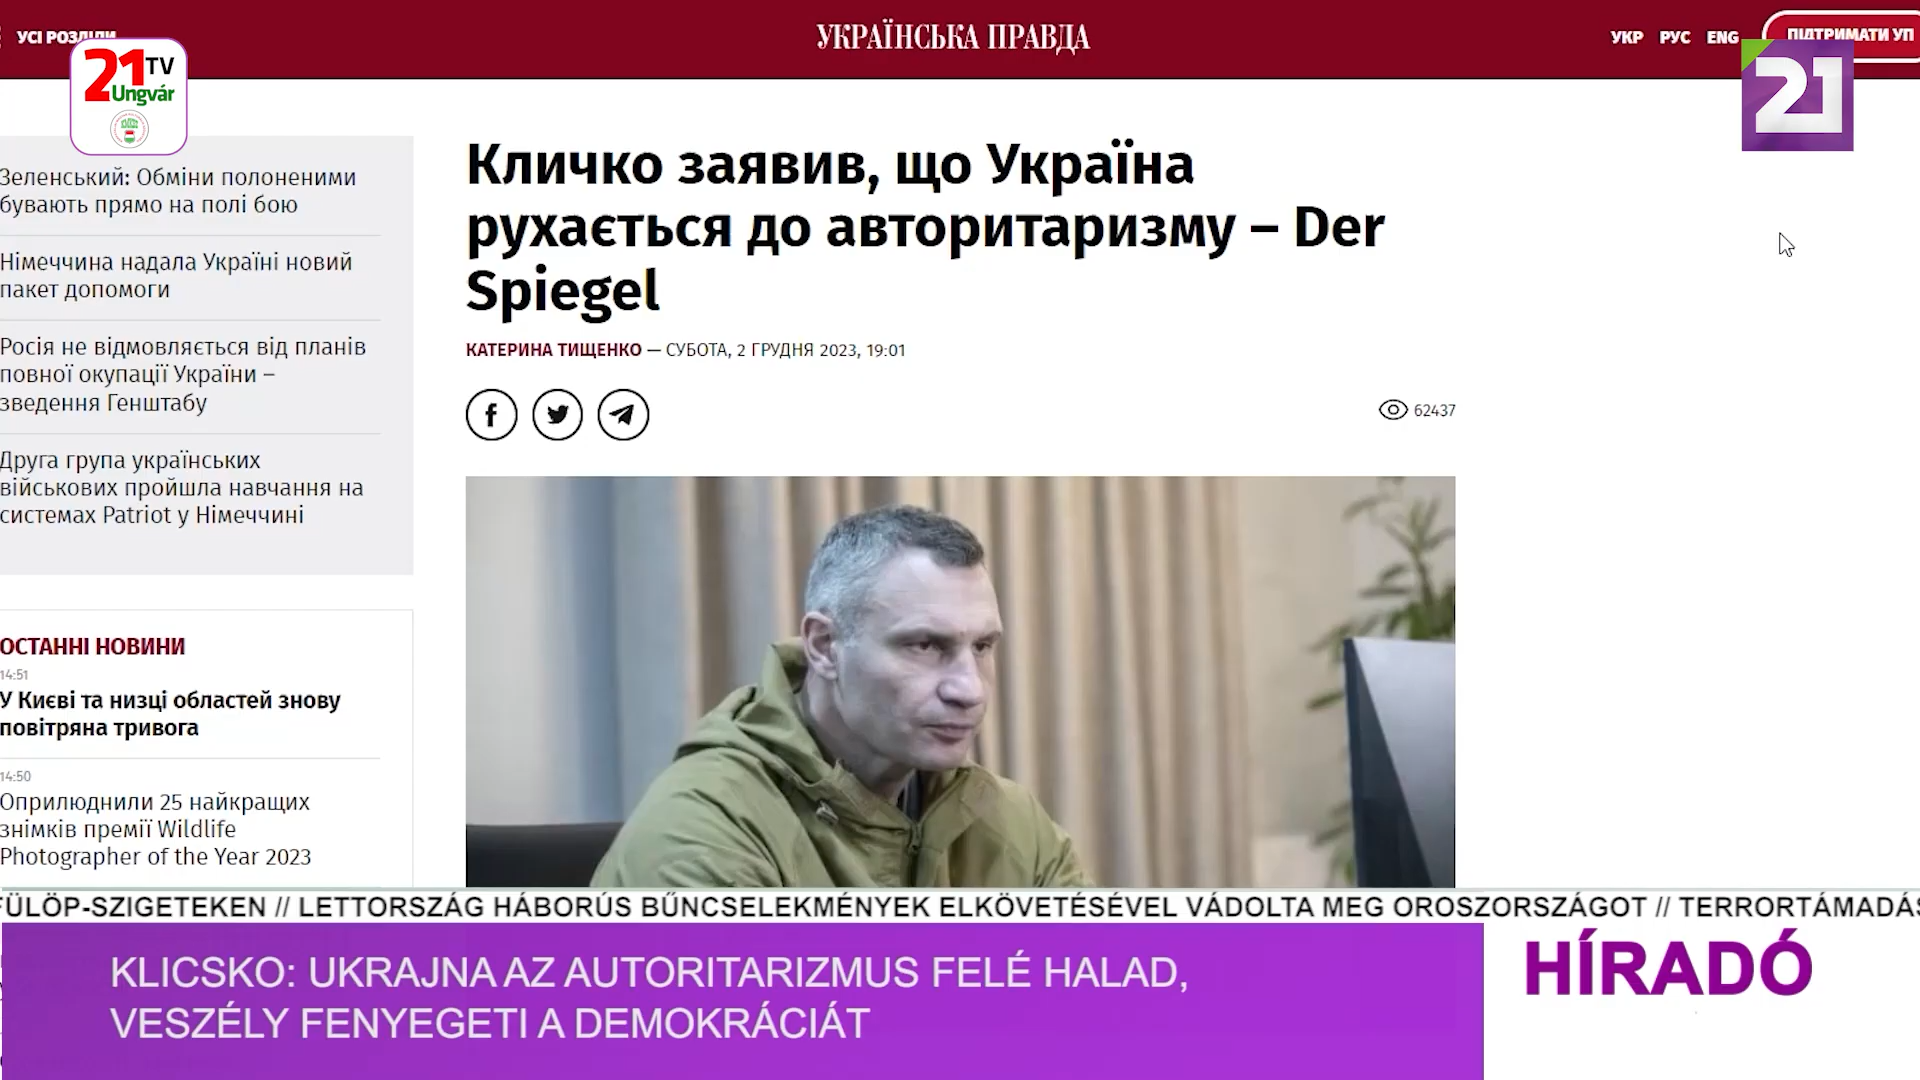 УСІ РОЗДІЛИ
УКРАЇНСЬКА ПРАВДА
УКР РУС ENG
ПІДТРИМАТИ УП
21 TV
Ungvár
21
Зеленський: Обміни полоненими
бувають прямо на полі бою
Німеччина надала Україні новий
пакет допомоги
Росія не відмовляється від планів
повної окупації України –
зведення Генштабу
Друга група українських
військових пройшла навчання на
системах Patriot у Німеччині
ОСТАННІ НОВИНИ
14:51
У Києві та низці областей знову
повітряна тривога
14:50
Оприлюднили 25 найкращих
знімків премії Wildlife
Photographer of the Year 2023
Кличко заявив, що Україна
рухається до авторитаризму – Der
Spiegel
КАТЕРИНА ТИЩЕНКО — СУБОТА, 2 ГРУДНЯ 2023, 19:01
62437
FÜLÖP-SZIGETEKEN // LETTORSZÁG HÁBORÚS BŰNCSELEKMÉNYEK ELKÖVETÉSÉVEL VÁDOLTA MEG OROSZORSZÁGOT // TERRORTÁMADÁS
KLICSKO: UKRAJNA AZ AUTORITARIZMUS FELÉ HALAD,
VESZÉLY FENYEGETI A DEMOKRÁCIÁT
HÍRADÓ